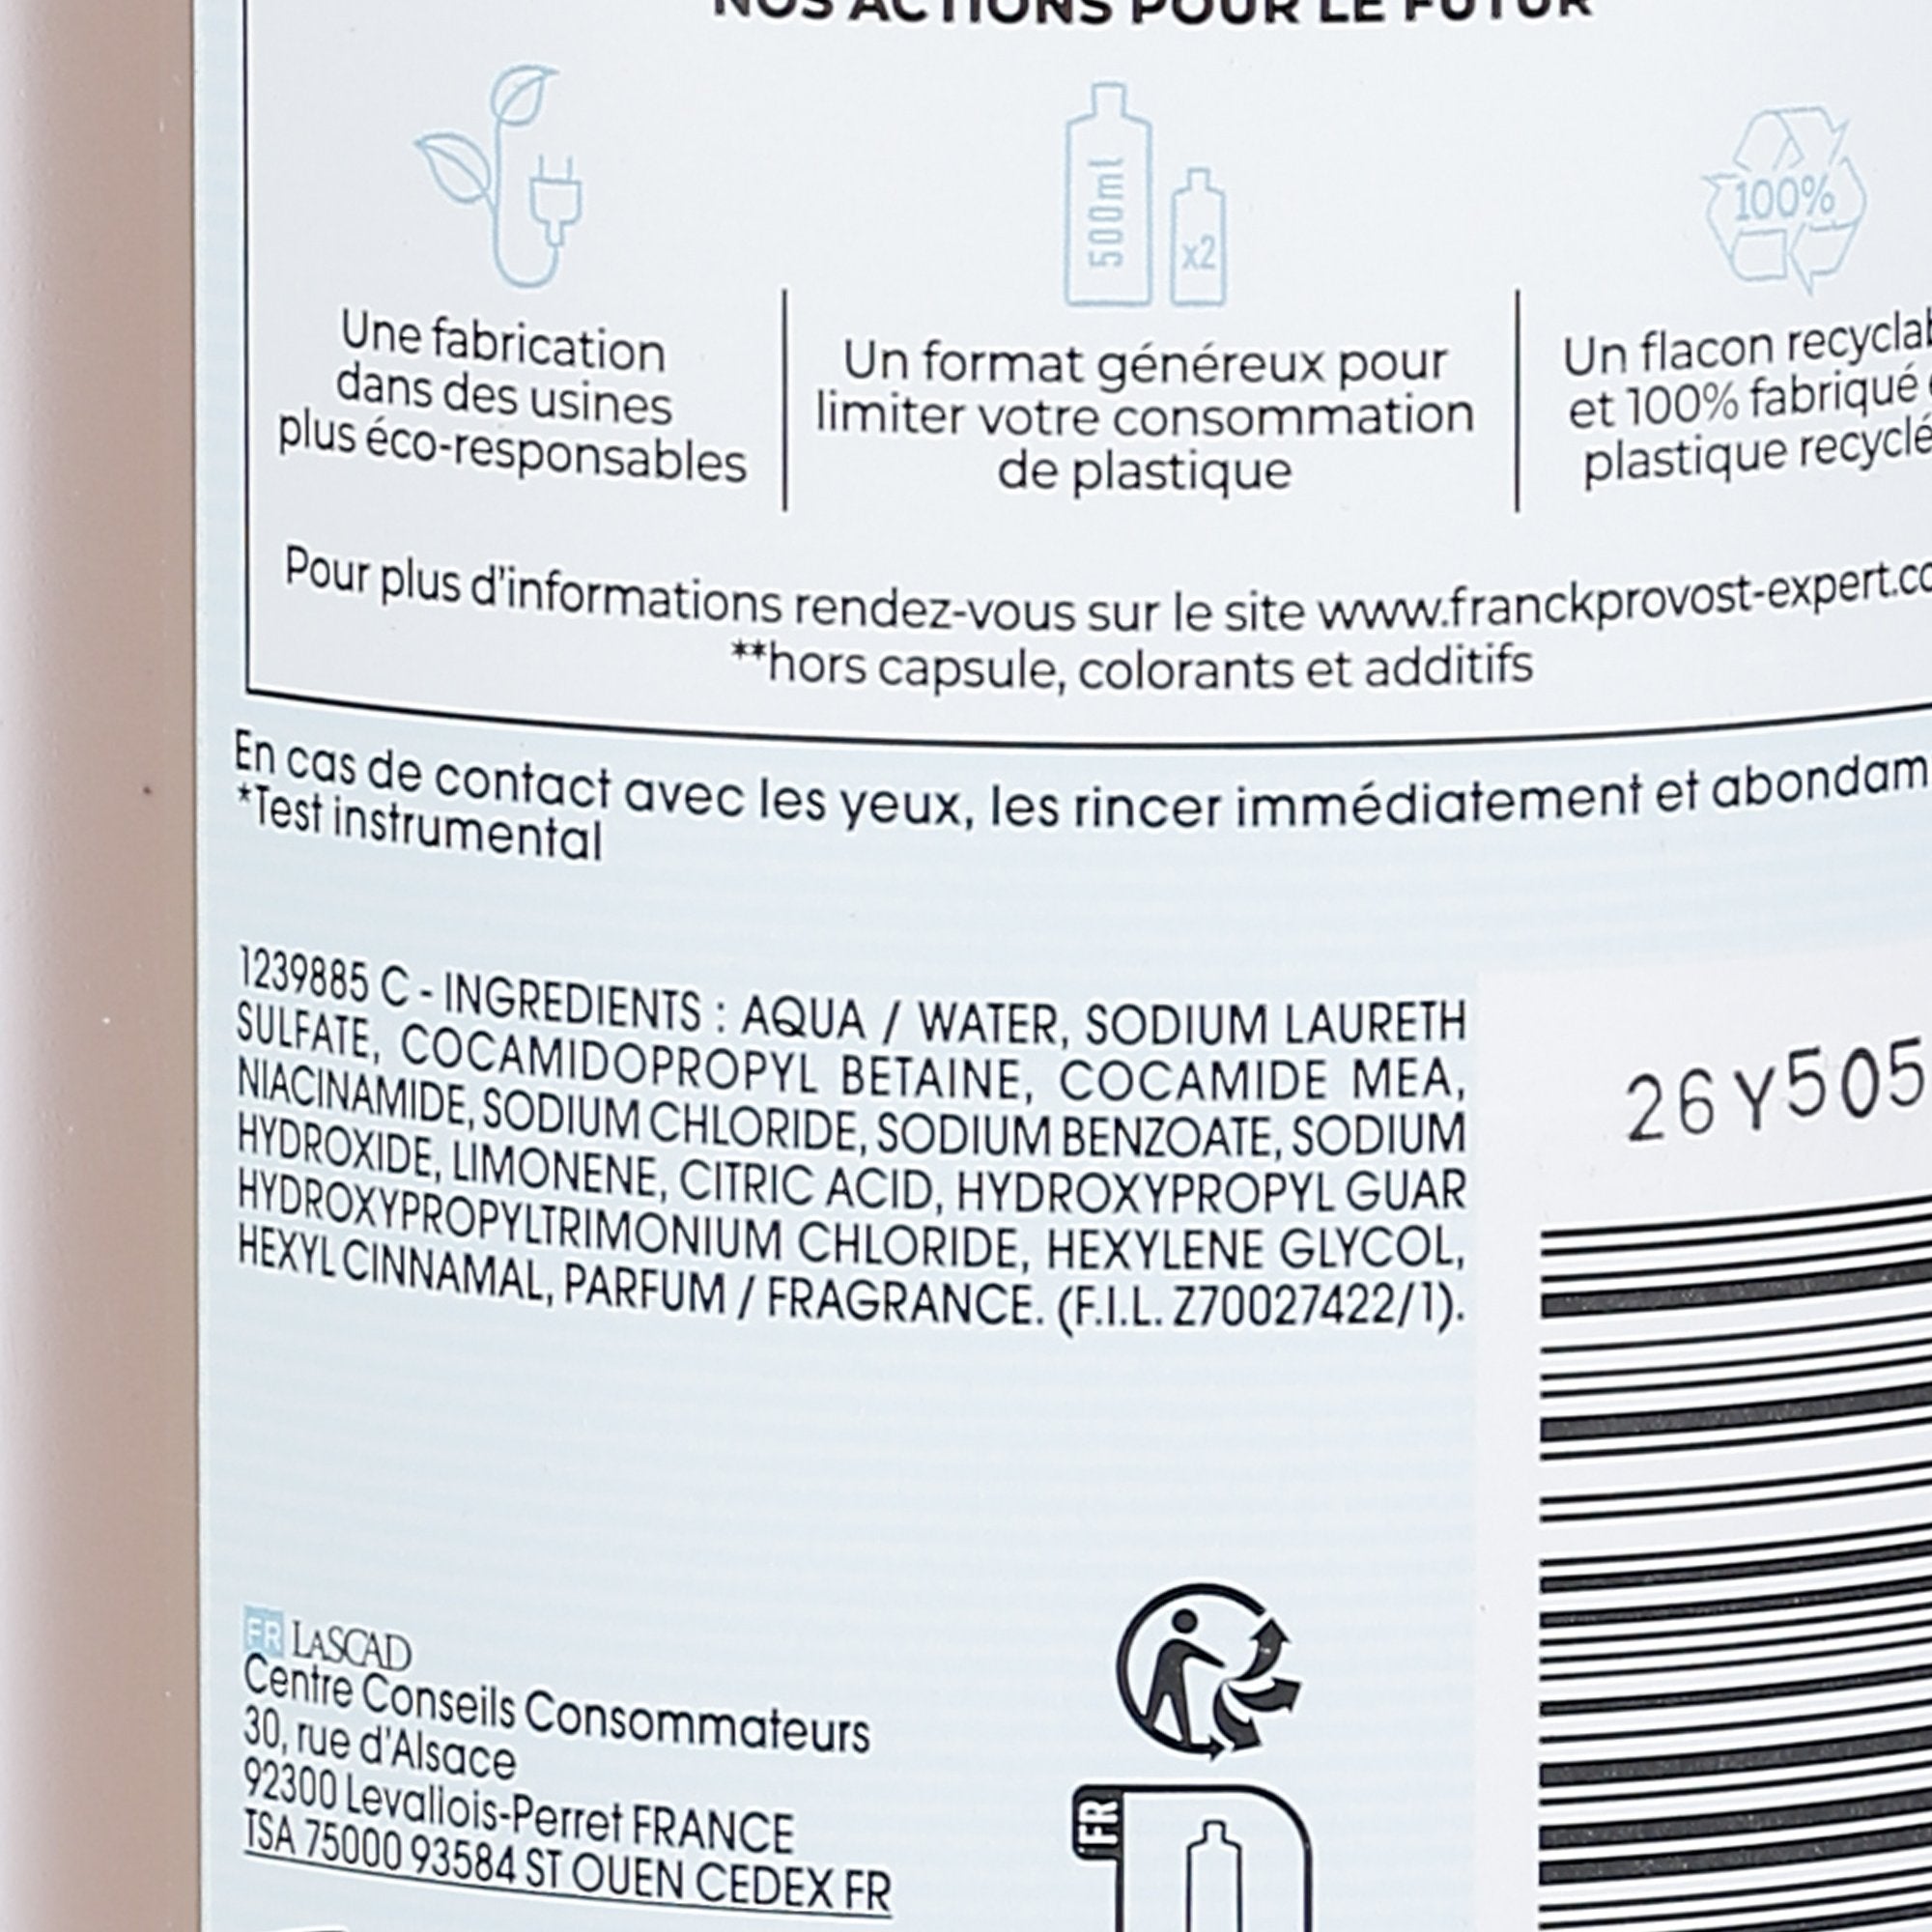 NOS ACTIONS POUR LE FUTUR
500ml
x2
100%
Une fabrication
dans des usines
plus éco-responsables
Un format généreux pour
limiter votre consommation
de plastique
Un flacon
et 100% fabriqué
plastique
Pour plus d'informations rendez-vous sur le site www.franckprovost-expert.co
**hors capsule, colorants et additifs
En cas de contact avec les yeux, les rincer immédiatement et abondam
*Test instrumental
1239885 C - INGREDIENTS : AQUA / WATER, SODIUM LAURETH
SULFATE, COCAMIDOPROPYL BETAINE, COCAMIDE MEA,
NIACINAMIDE, SODIUM CHLORIDE, SODIUM BENZOATE, SODIUM
HYDROXIDE, LIMONENE, CITRIC ACID, HYDROXYPROPYL GUAR
HYDROXYPROPYLTRIMONIUM CHLORIDE, HEXYLENE GLYCOL,
HEXYL CINNAMAL, PARFUM / FRAGRANCE. (F.I.L. Z70027422/1).
26Y505
FR LASCAD
Centre Conseils Consommateurs
30, rue d'Alsace
92300 Levallois-Perret FRANCE
TSA 75000 93584 ST OUEN CEDEX FR
FR